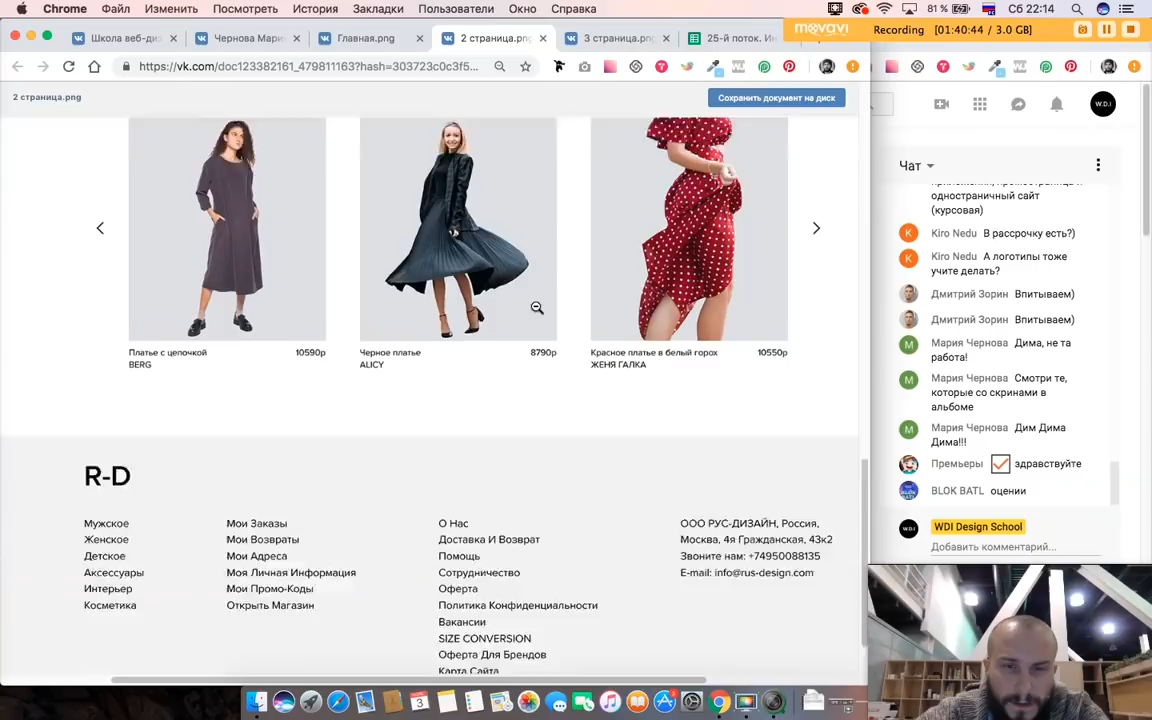 Chrome Файл Изменить Посмотреть История Закладки Пользователи Окно Справка 81 % Сб 22:14
movavi Recording [01:40:44 / 3.0 GB]
Школа веб-диз Чернова Мари Главная.png 2 страница.png 3 страница.png 25-й поток. Ин
https://vk.com/doc123382161_479811163?hash=303723c0c3f5...
2 страница.png Сохранить документ на диск
W.D.I
Чат
одностраничный сайт
(курсовая)
K Kiro Nedu В рассрочку есть?)
K Kiro Nedu А логотипы тоже
учите делать?
Дмитрий Зорин Впитываем)
Дмитрий Зорин Впитываем)
М Мария Чернова Дима, не та
работа!
М Мария Чернова Смотри те,
которые со скринами в
альбоме
М Мария Чернова Дим Дима
Дима!!!
Премьеры здравствуйте
BLOK BATL оцении
W.D.I WDI Design School
Добавить комментарий...
Платье с цепочкой 10590р
BERG
Черное платье 8790р
ALICY
Красное платье в белый горох 10550р
ЖЕНЯ ГАЛКА
R-D
Мужское
Женское
Детское
Аксессуары
Интерьер
Косметика
Мои Заказы
Мои Возвраты
Мои Адреса
Моя Личная Информация
Мои Промо-Коды
Открыть Магазин
О Нас
Доставка И Возврат
Помощь
Сотрудничество
Оферта
Политика Конфиденциальности
Вакансии
SIZE CONVERSION
Оферта Для Брендов
Карта Сайта
ООО РУС-ДИЗАЙН, Россия,
Москва, 4я Гражданская, 43к2
Звоните нам: +74950088135
E-mail: info@rus-design.com
3